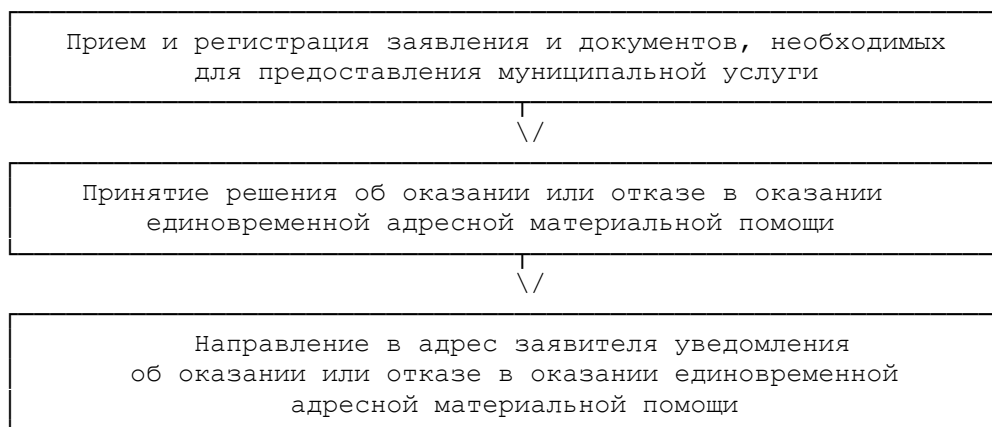 Прием и регистрация заявления и документов, необходимых
для предоставления муниципальной услуги
\/
Принятие решения об оказании или отказе в оказании
единовременной адресной материальной помощи
\/
Направление в адрес заявителя уведомления
об оказании или отказе в оказании единовременной
адресной материальной помощи